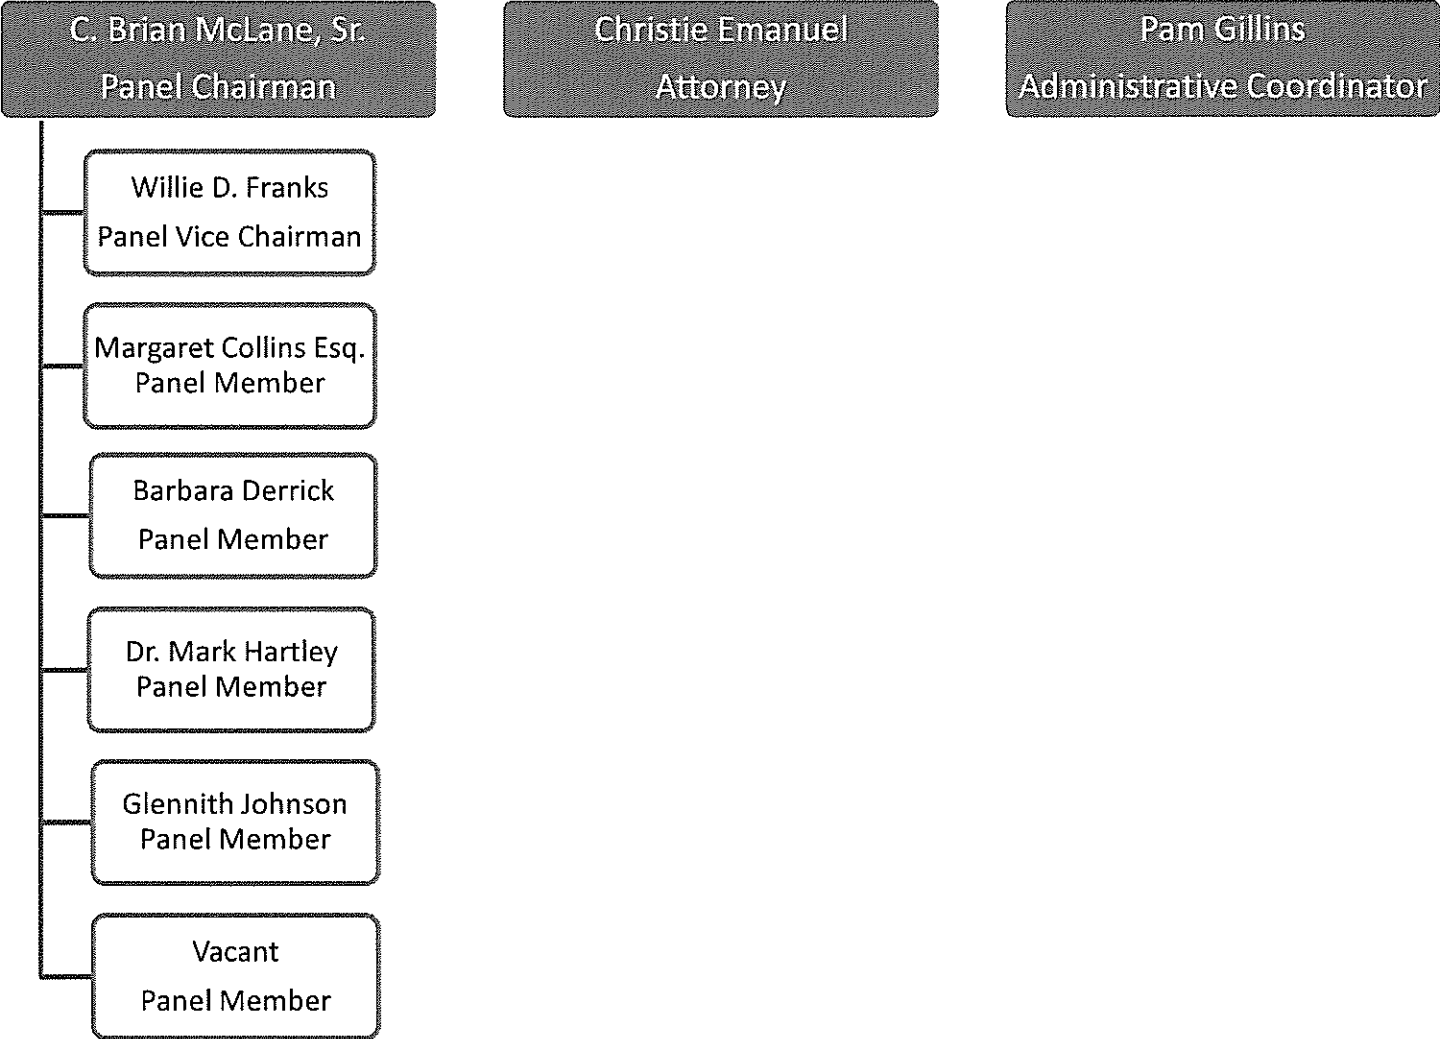 C. Brian McLane, Sr.
Panel Chairman
Christie Emanuel
Attorney
Pam Gillins
Administrative Coordinator
Willie D. Franks
Panel Vice Chairman
Margaret Collins Esq.
Panel Member
Barbara Derrick
Panel Member
Dr. Mark Hartley
Panel Member
Glennith Johnson
Panel Member
Vacant
Panel Member